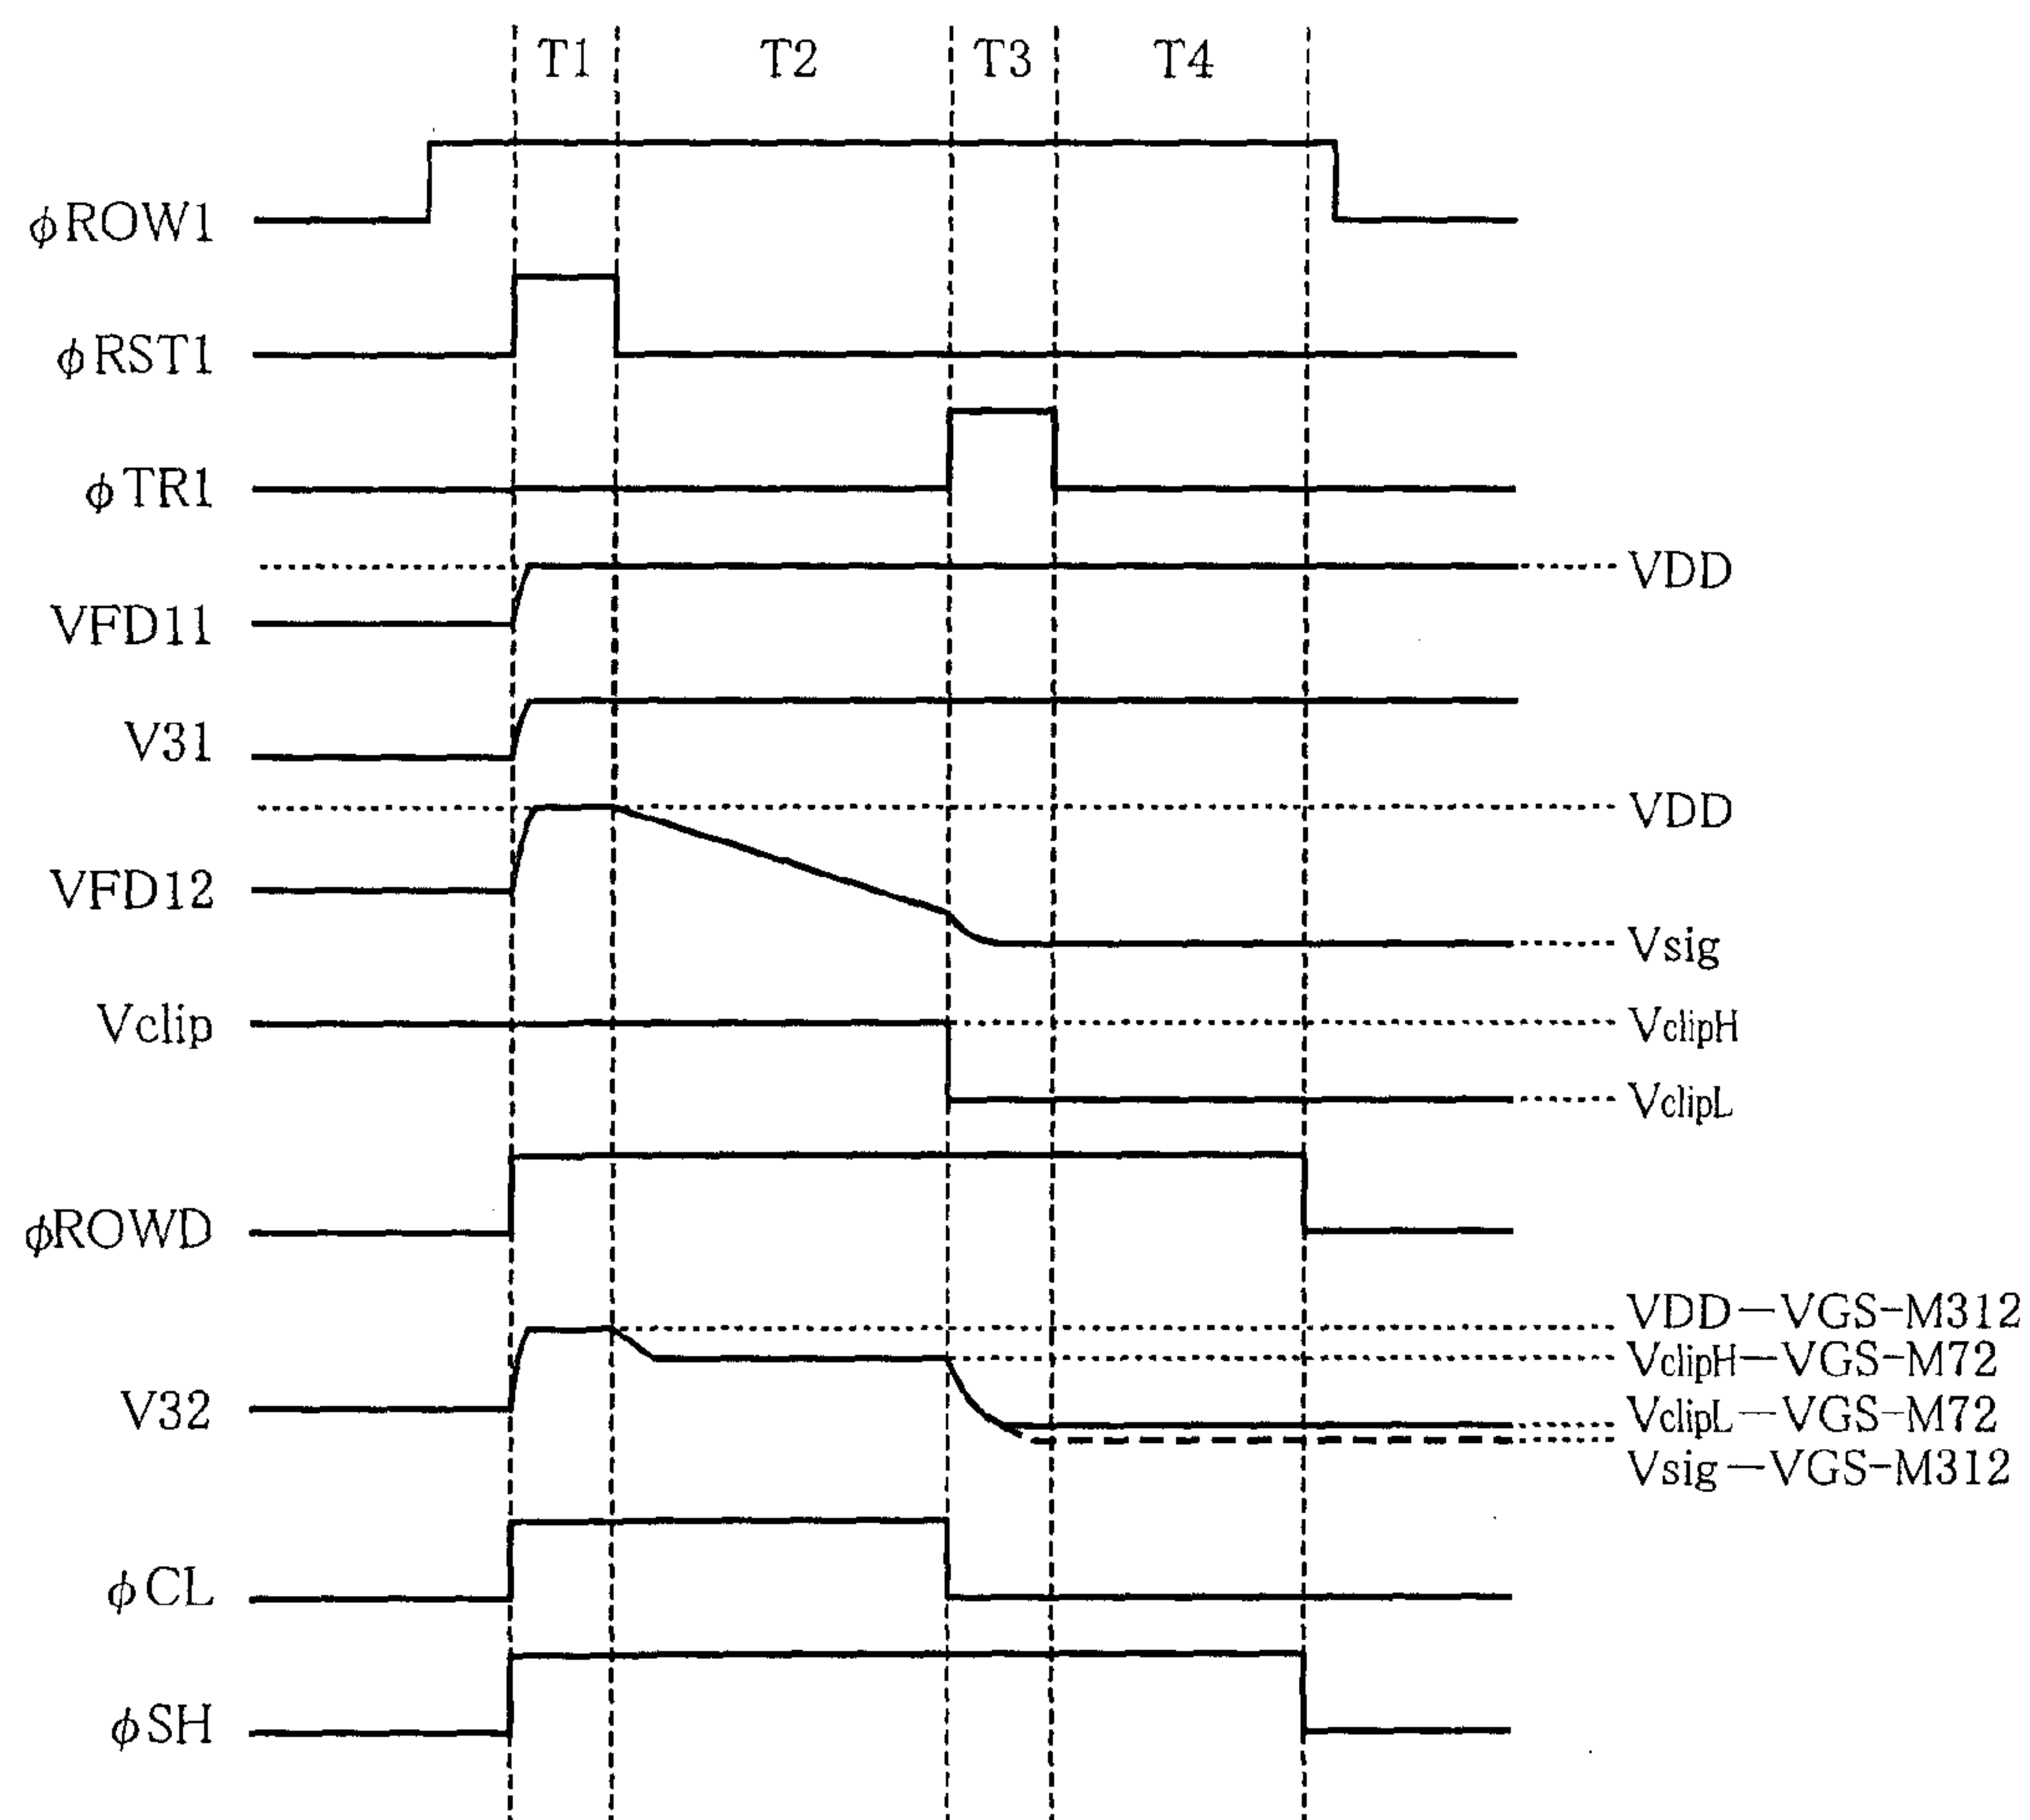 T1 T2 T3 T4
φROW1
φRST1
φTR1
VDD
VFD11
V31
VDD
VFD12
Vsig
Vclip
VclipH
VclipL
φROWD
VDD−VGS-M312
VclipH−VGS-M72
V32
VclipL−VGS-M72
Vsig−VGS-M312
φCL
φSH